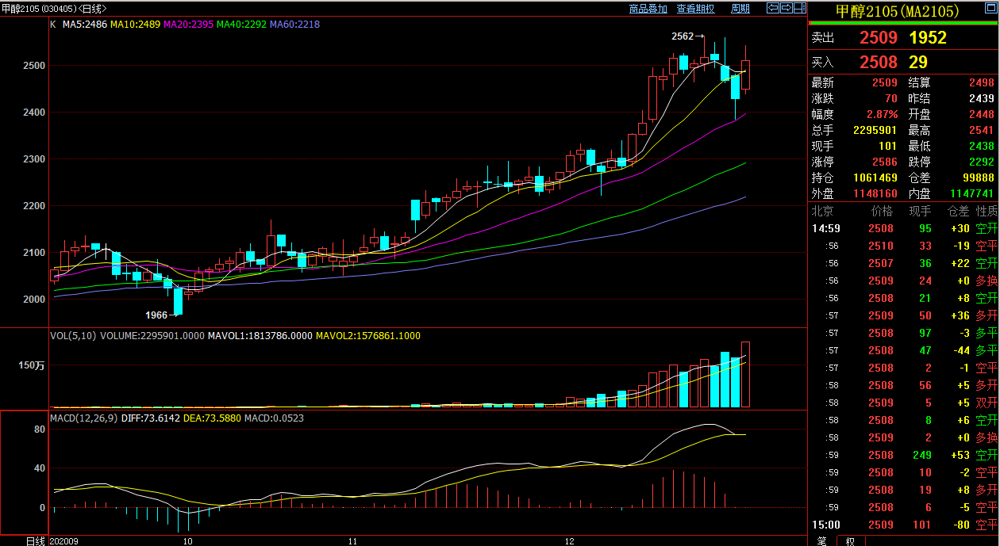 甲醇2105(030405)<日线> 商品叠加 查看期权 周期
K MA5:2486 MA10:2489 MA20:2395 MA40:2292 MA60:2218
2562
2500
2400
2300
2200
2100
2000
1966
VOL(5,10) VOLUME:2295901.0000 MAVOL1:1813786.0000 MAVOL2:1576861.1000
150万
MACD(12,26,9) DIFF:73.6142 DEA:73.5880 MACD:0.0523
80
40
0
日线 202009 10 11 12
甲醇2105(MA2105)
卖出 2509 1952
买入 2508 29
最新 2509 结算 2498
涨跌 70 昨结 2439
幅度 2.87% 开盘 2448
总手 2295901 最高 2541
现手 101 最低 2438
涨停 2586 跌停 2292
持仓 1061469 仓差 99888
外盘 1148160 内盘 1147741
北京 价格 现手 仓差 性质
14:59 2508 95 +30 空开
:56 2510 33 -19 空平
:56 2507 36 +22 空开
:56 2509 24 +0 多换
:56 2508 21 +8 空开
:57 2509 50 +36 多开
:57 2508 97 -3 多平
:57 2508 47 -44 多平
:57 2508 2 -1 空平
:58 2508 56 +5 多开
:58 2509 5 +5 双开
:58 2508 8 +6 空开
:58 2509 2 +0 多换
:59 2508 249 +53 空开
:59 2508 10 -2 空平
:59 2508 19 +8 多开
:59 2508 6 -5 空平
15:00 2509 101 -80 空平
笔 权